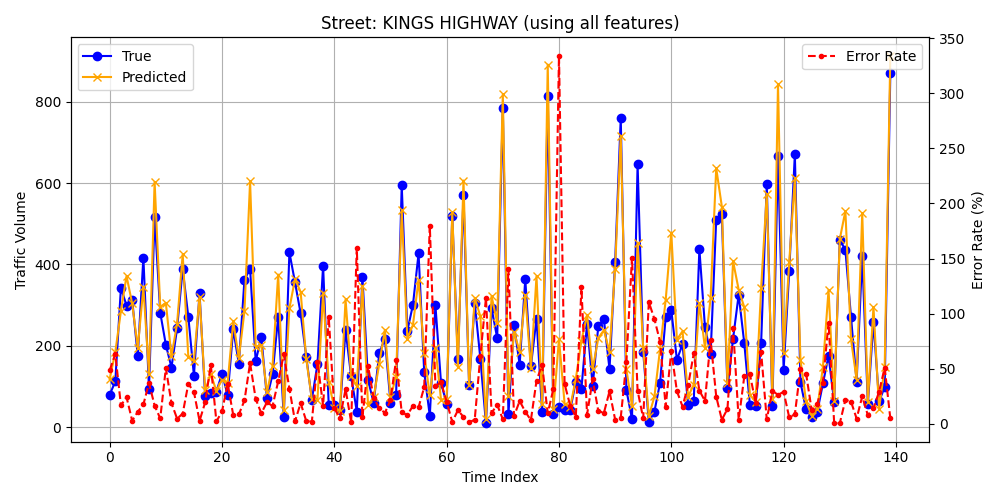 Street: KINGS HIGHWAY (using all features)
True
Predicted
Error Rate
Traffic Volume
800
600
400
200
0
350
300
250
200
150
100
50
0
Error Rate (%)
0 20 40 60 80 100 120 140
Time Index